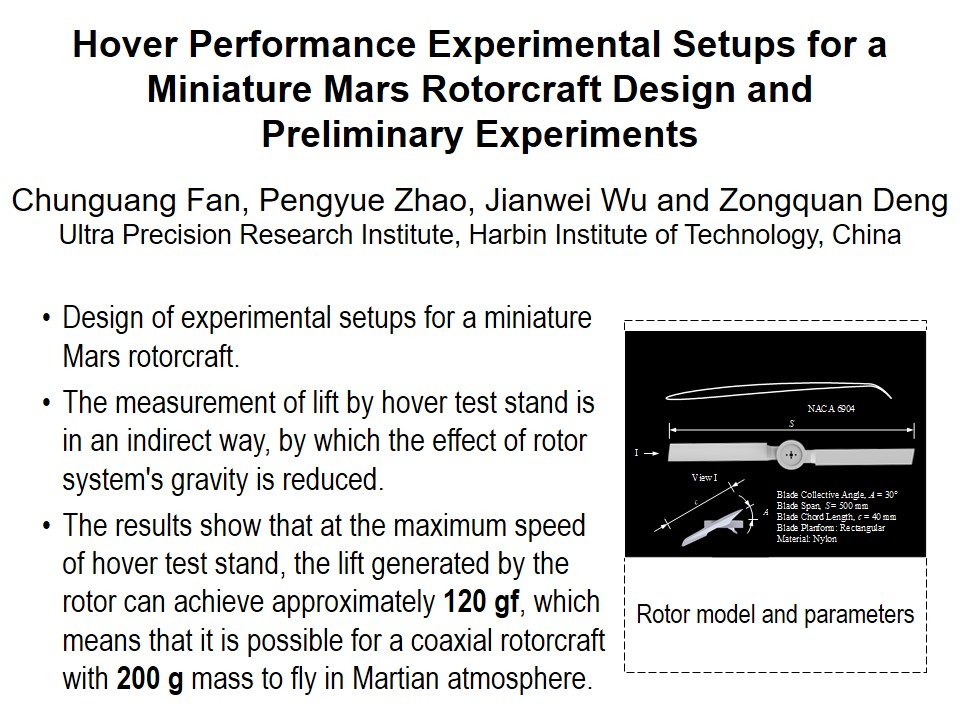 Hover Performance Experimental Setups for a
Miniature Mars Rotorcraft Design and
Preliminary Experiments
Chunguang Fan, Pengyue Zhao, Jianwei Wu and Zongquan Deng
Ultra Precision Research Institute, Harbin Institute of Technology, China
• Design of experimental setups for a miniature
Mars rotorcraft.
• The measurement of lift by hover test stand is
in an indirect way, by which the effect of rotor
system's gravity is reduced.
• The results show that at the maximum speed
of hover test stand, the lift generated by the
rotor can achieve approximately 120 gf, which
means that it is possible for a coaxial rotorcraft
with 200 g mass to fly in Martian atmosphere.
NACA 6904
S
I
View I
c
A
Blade Collective Angle, A = 30°
Blade Span, S = 500 mm
Blade Chord Length, c = 40 mm
Blade Planform: Rectangular
Material: Nylon
Rotor model and parameters